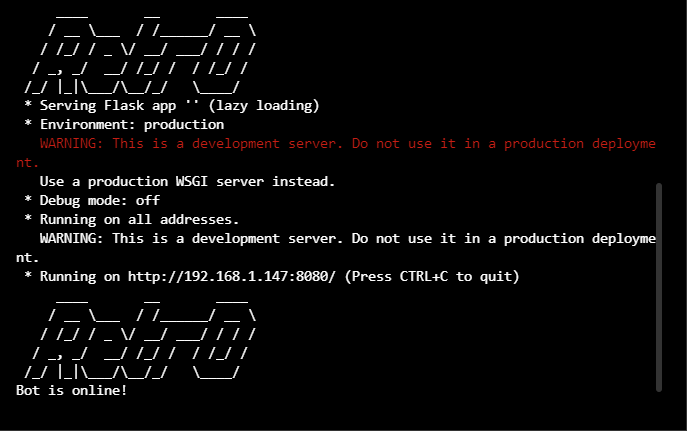 ____       __       ____
   / __ \___  / /______/ __ \
  / /_/ / _ \/ __/ ___/ / / /
 / _, _/  __/ /_/ /  / /_/ /
/_/ |_|\___/\__/_/   \____/
 * Serving Flask app '' (lazy loading)
 * Environment: production
   WARNING: This is a development server. Do not use it in a production deployme
nt.
   Use a production WSGI server instead.
 * Debug mode: off
 * Running on all addresses.
   WARNING: This is a development server. Do not use it in a production deployme
nt.
 * Running on http://192.168.1.147:8080/ (Press CTRL+C to quit)
    ____       __       ____
   / __ \___  / /______/ __ \
  / /_/ / _ \/ __/ ___/ / / /
 / _, _/  __/ /_/ /  / /_/ /
/_/ |_|\___/\__/_/   \____/
Bot is online!